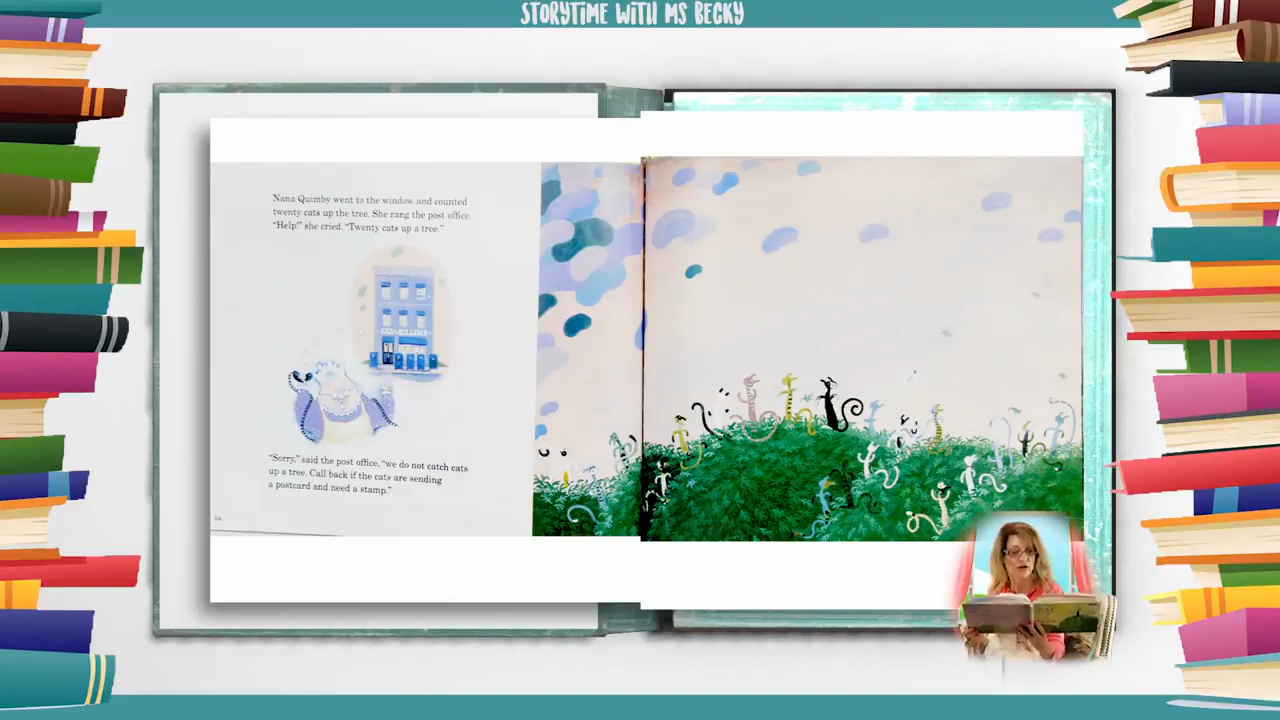 STORYTIME WITH MS BECKY
Nana Quimby went to the window and counted
twenty cats up the tree. She rang the post office.
“Help!” she cried. “Twenty cats up a tree.”
“Sorry,” said the post office, “we do not catch cats
up a tree. Call back if the cats are sending
a postcard and need a stamp.”